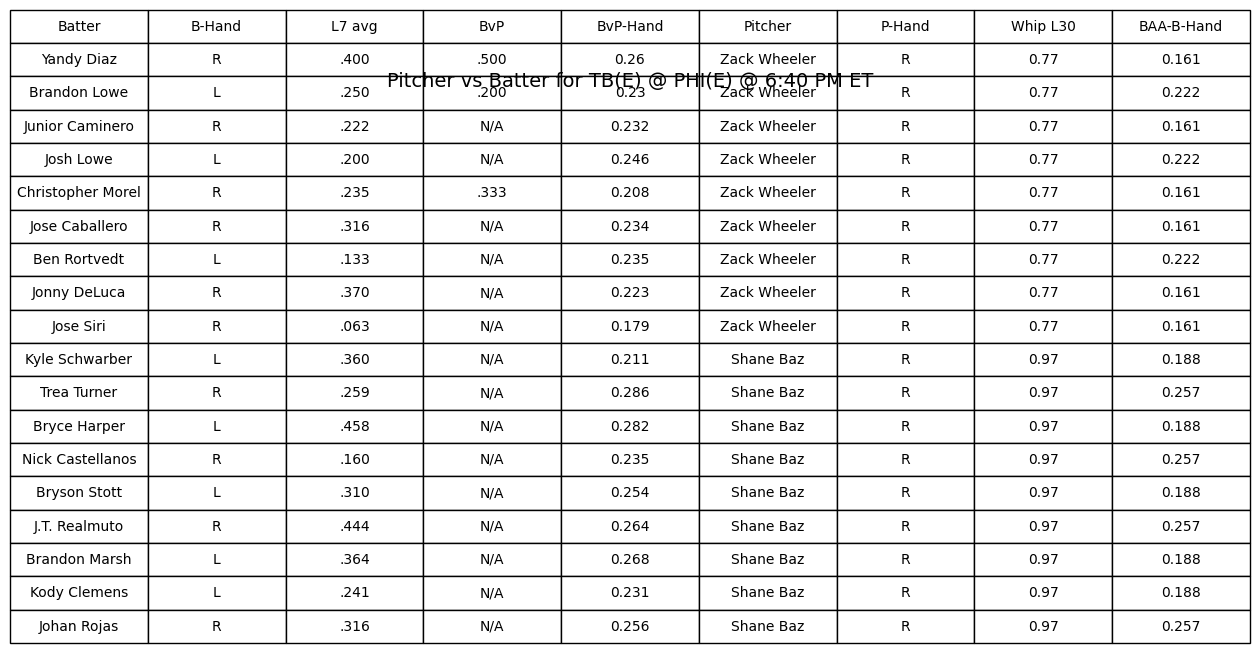 Batter B-Hand L7 avg BvP BvP-Hand Pitcher P-Hand Whip L30 BAA-B-Hand
Yandy Diaz R .400 .500 0.26 Zack Wheeler R 0.77 0.161
Pitcher vs Batter for TB(E) @ PHI(E) @ 6:40 PM ET
Brandon Lowe L .250 .200 0.23 Zack Wheeler R 0.77 0.222
Junior Caminero R .222 N/A 0.232 Zack Wheeler R 0.77 0.161
Josh Lowe L .200 N/A 0.246 Zack Wheeler R 0.77 0.222
Christopher Morel R .235 .333 0.208 Zack Wheeler R 0.77 0.161
Jose Caballero R .316 N/A 0.234 Zack Wheeler R 0.77 0.161
Ben Rortvedt L .133 N/A 0.235 Zack Wheeler R 0.77 0.222
Jonny DeLuca R .370 N/A 0.223 Zack Wheeler R 0.77 0.161
Jose Siri R .063 N/A 0.179 Zack Wheeler R 0.77 0.161
Kyle Schwarber L .360 N/A 0.211 Shane Baz R 0.97 0.188
Trea Turner R .259 N/A 0.286 Shane Baz R 0.97 0.257
Bryce Harper L .458 N/A 0.282 Shane Baz R 0.97 0.188
Nick Castellanos R .160 N/A 0.235 Shane Baz R 0.97 0.257
Bryson Stott L .310 N/A 0.254 Shane Baz R 0.97 0.188
J.T. Realmuto R .444 N/A 0.264 Shane Baz R 0.97 0.257
Brandon Marsh L .364 N/A 0.268 Shane Baz R 0.97 0.188
Kody Clemens L .241 N/A 0.231 Shane Baz R 0.97 0.188
Johan Rojas R .316 N/A 0.256 Shane Baz R 0.97 0.257